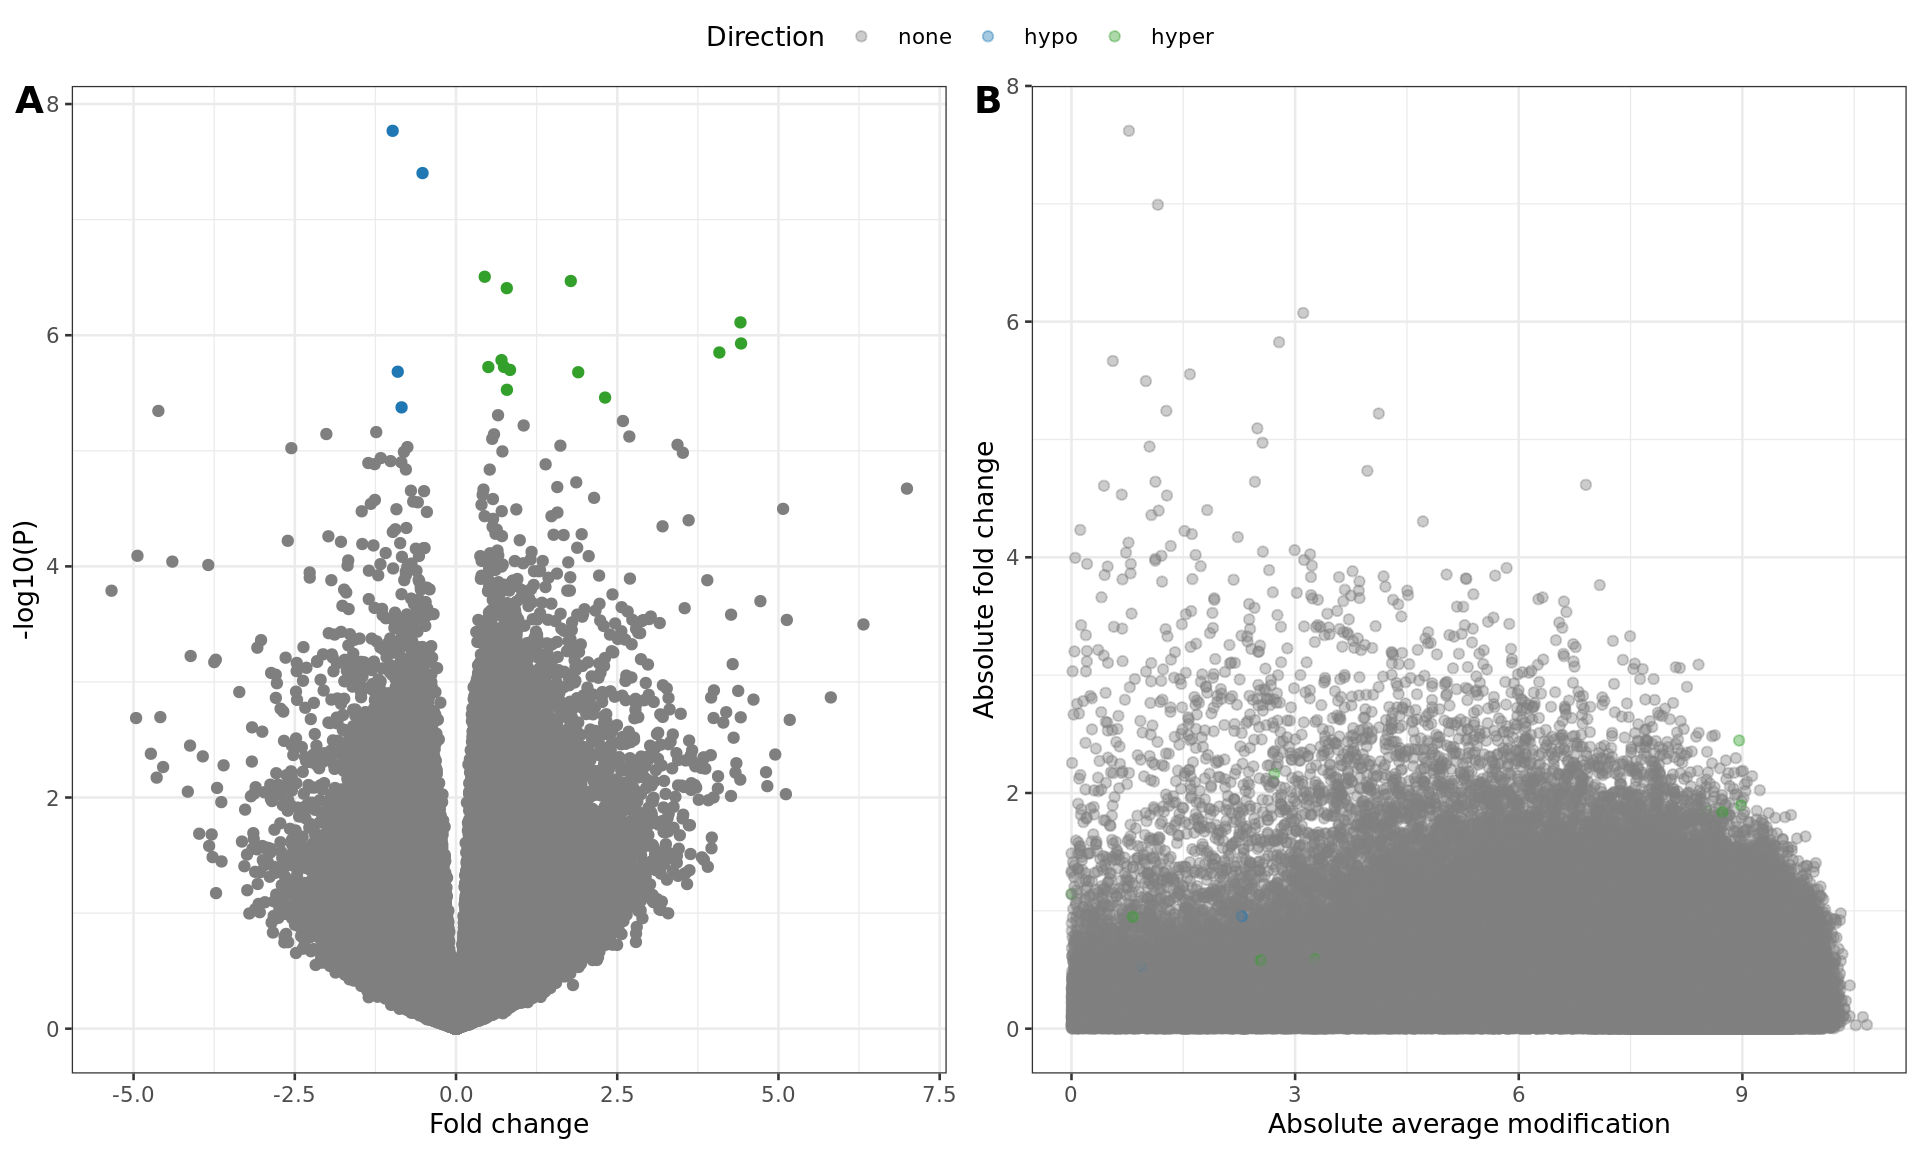 Direction none hypo hyper
A
8
6
4
2
0
-log10(P)
-5.0 -2.5 0.0 2.5 5.0 7.5
Fold change
B
8
6
4
2
0
Absolute fold change
0 3 6 9
Absolute average modification